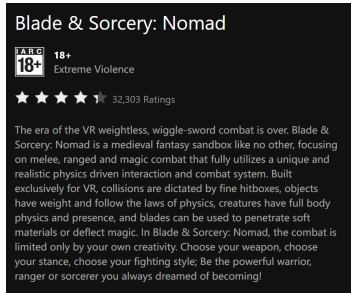 Blade & Sorcery: Nomad
IARC
18+
18+
Extreme Violence
32,303 Ratings
The era of the VR weightless, wiggle-sword combat is over. Blade &
Sorcery: Nomad is a medieval fantasy sandbox like no other, focusing
on melee, ranged and magic combat that fully utilizes a unique and
realistic physics driven interaction and combat system. Built
exclusively for VR, collisions are dictated by fine hitboxes, objects
have weight and follow the laws of physics, creatures have full body
physics and presence, and blades can be used to penetrate soft
materials or deflect magic. In Blade & Sorcery: Nomad, the combat is
limited only by your own creativity. Choose your weapon, choose
your stance, choose your fighting style; Be the powerful warrior,
ranger or sorcerer you always dreamed of becoming!